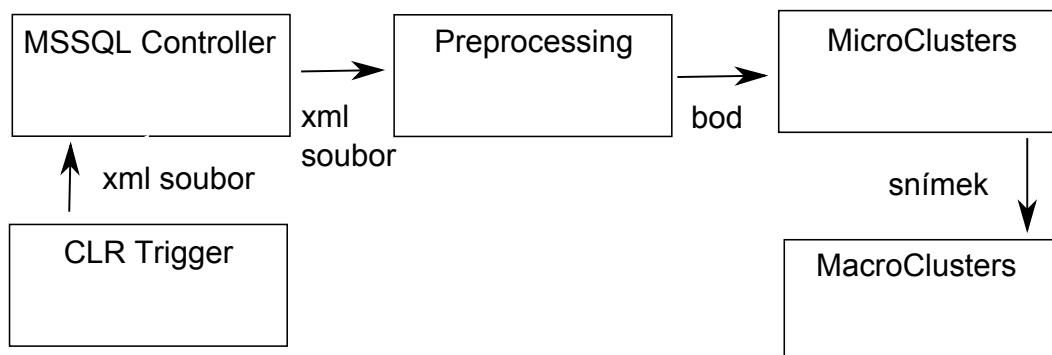 MSSQL Controller
Preprocessing
MicroClusters
xml
soubor
bod
xml soubor
snímek
CLR Trigger
MacroClusters